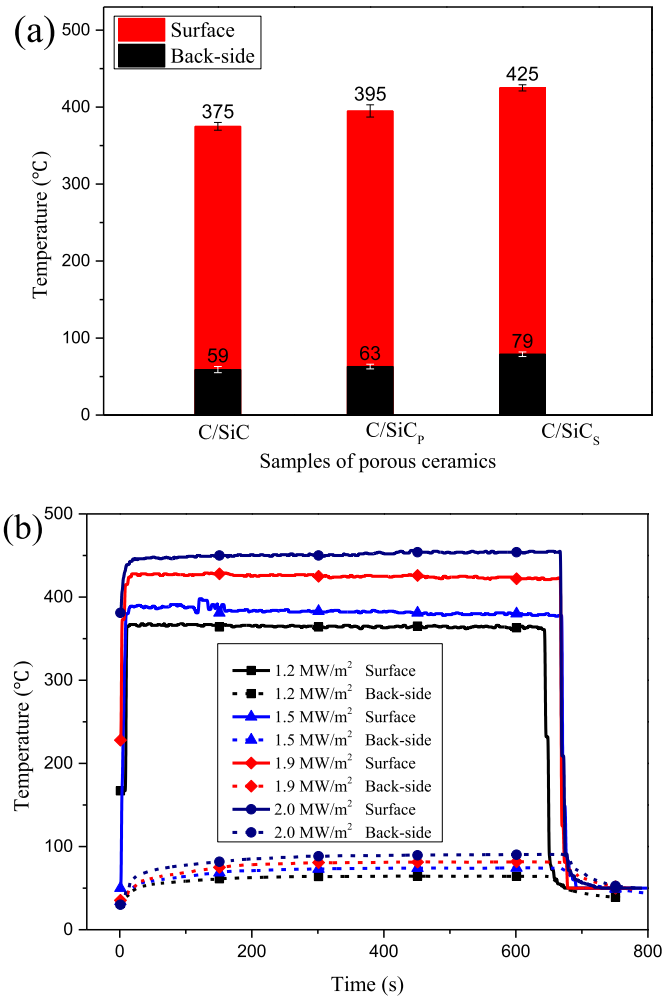 (a)
Surface
Back-side
500
400
300
200
100
0
Temperature (℃)
375
395
425
59
63
79
C/SiC
C/SiC_P
C/SiC_S
Samples of porous ceramics
(b)
500
400
300
200
100
0
Temperature (℃)
1.2 MW/m² Surface
1.2 MW/m² Back-side
1.5 MW/m² Surface
1.5 MW/m² Back-side
1.9 MW/m² Surface
1.9 MW/m² Back-side
2.0 MW/m² Surface
2.0 MW/m² Back-side
0
200
400
600
800
Time (s)